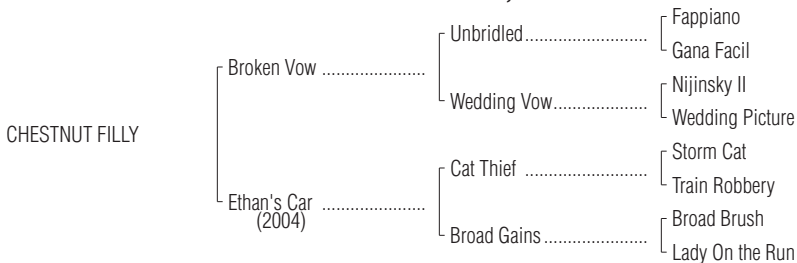 Fappiano
Unbridled..........................
Gana Facil
Broken Vow ......................
Nijinsky II
Wedding Vow....................
Wedding Picture
CHESTNUT FILLY
Storm Cat
Cat Thief ..........................
Train Robbery
Ethan's Car ......................
(2004)
Broad Brush
Broad Gains......................
Lady On the Run